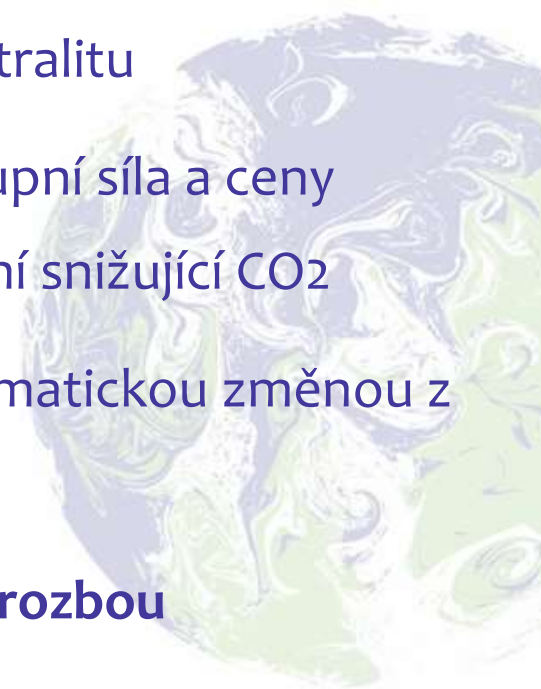 tralitu
upní síla a ceny
ní snižující CO2
matickou změnou z
rozbou